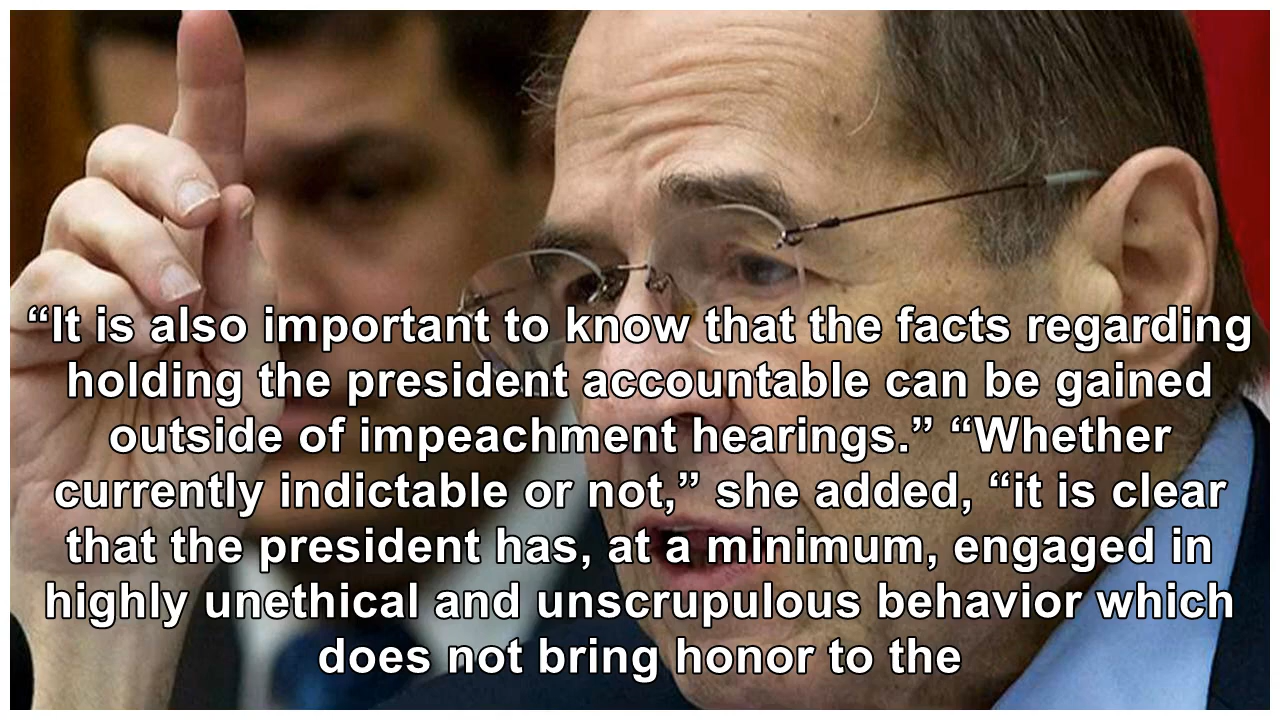 “It is also important to know that the facts regarding
holding the president accountable can be gained
outside of impeachment hearings.” “Whether
currently indictable or not,” she added, “it is clear
that the president has, at a minimum, engaged in
highly unethical and unscrupulous behavior which
does not bring honor to the